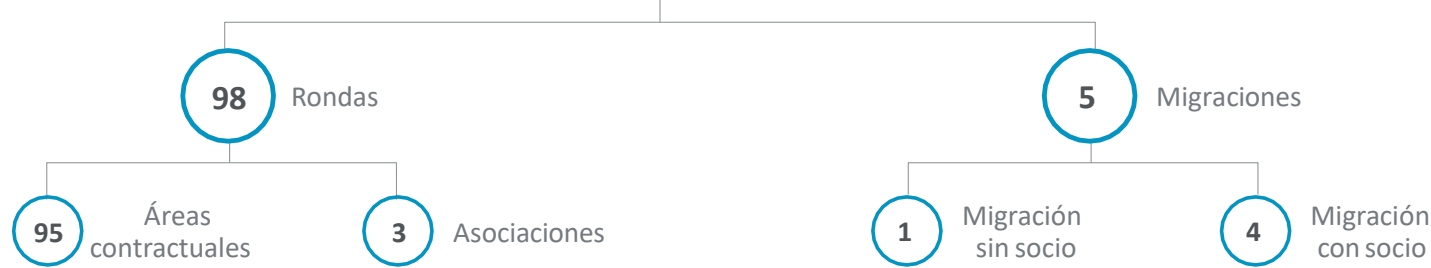 98 Rondas
5 Migraciones
95
Áreas
contractuales
3 Asociaciones
1
Migración
sin socio
4
Migración
con socio